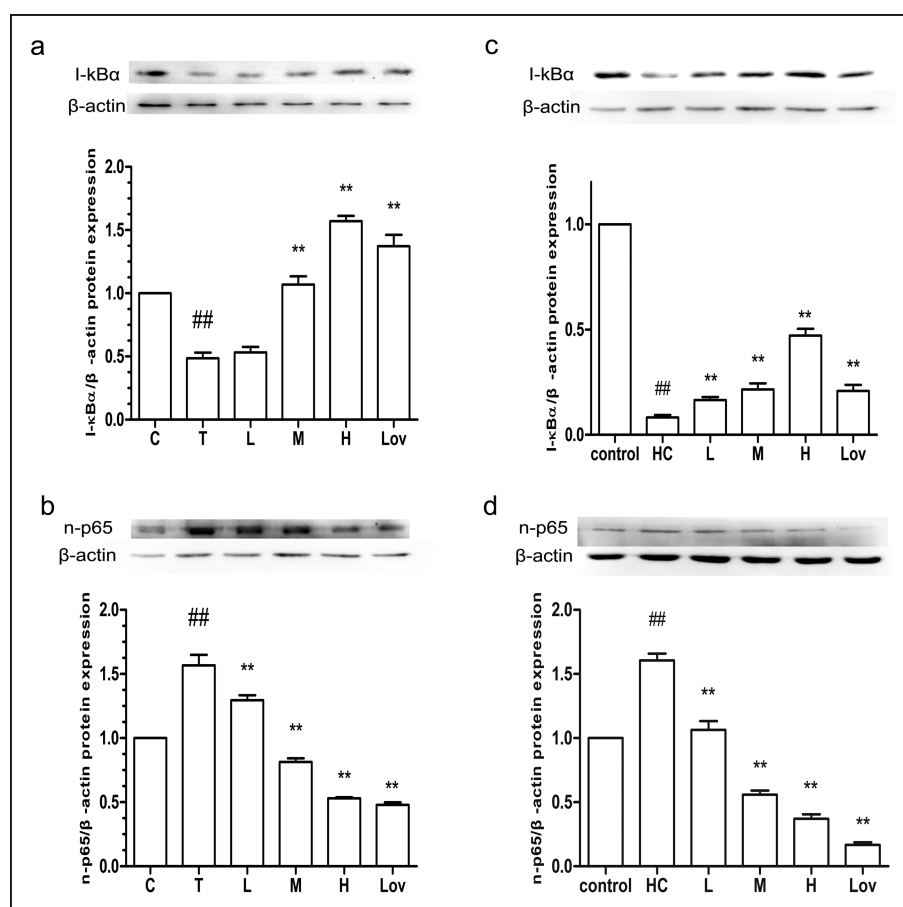 a
I-kBα
β-actin
I-κBα/β -actin protein expression
2.0
1.5
1.0
0.5
0.0
##
**
**
**
C T L M H Lov
c
I-kBα
β-actin
I-κBα/β -actin protein expression
1.0
0.5
0.0
##
**
**
**
**
control HC L M H Lov
b
n-p65
β-actin
n-p65/β -actin protein expression
2.0
1.5
1.0
0.5
0.0
##
**
**
**
**
C T L M H Lov
d
n-p65
β-actin
n-p65/β -actin protein expression
2.0
1.5
1.0
0.5
0.0
##
**
**
**
**
control HC L M H Lov